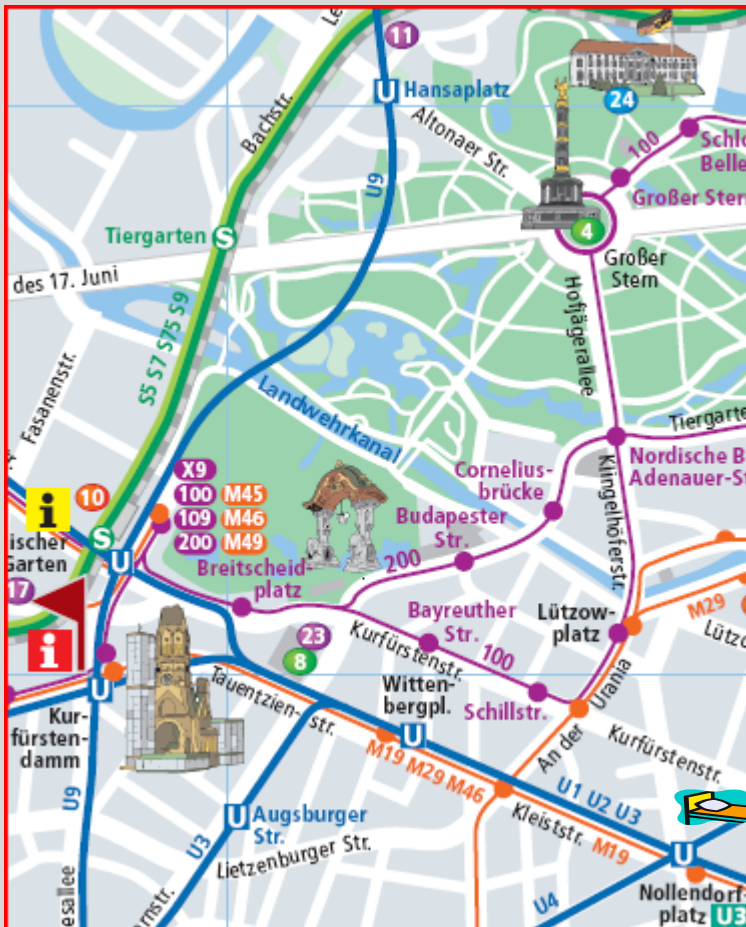 Le
11
U Hansaplatz
24
Bachstr.
Altonaer Str.
100
Schlo
Belle
U9
Großer Stern
Tiergarten S
4
Großer
Stern
des 17. Juni
Hofjägerallee
S5 S7 S75 S9
Fasanenstr.
Landwehrkanal
Tiergarte
Nordische B
Adenauer-St
Klingelhöferstr.
Cornelius-
brücke
X9
100 M45
109 M46
200 M49
10
i
S
ischer
Garten
U
17
Budapester
Str.
200
Breitscheid-
platz
M29
Lützow-
platz
Lützo
Bayreuther
Str.
23
8
Kurfürstenstr.
100
i
Schillstr.
Urania
An der
Kurfürstenstr.
Witten-
bergpl.
U
Tauentzien-
str.
U
Kur-
fürsten-
damm
M19 M29 M46
U1 U2 U3
Kleiststr. M19
U Augsburger
Str.
U9
U3
Lietzenburger Str.
U
esallee
rnstr.
U4
Nollendorf-
platz U3